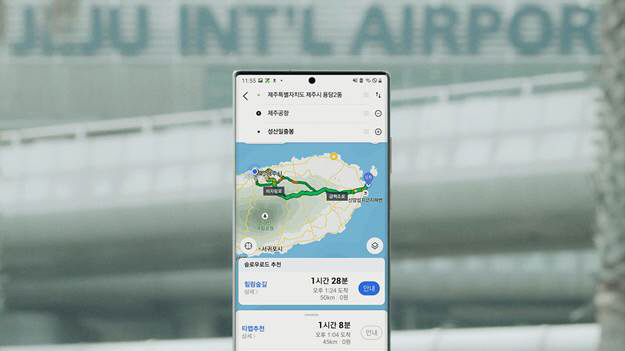 JEJU INT'L AIRPOR
11:55
제주특별자치도 제주시 용담2동
제주공항
성산일출봉
서귀포시
슬로우로드 추천
힐링숲길
1시간 28분
안내
상세 >
오후 1:24 도착
50km 0원
티맵추천
1시간 8분
안내
상세 >
오후 1:04 도착
45km 0원